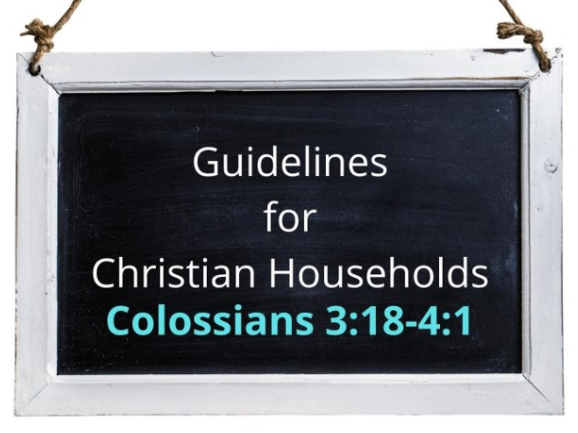 Guidelines
for
Christian Households
Colossians 3:18-4:1